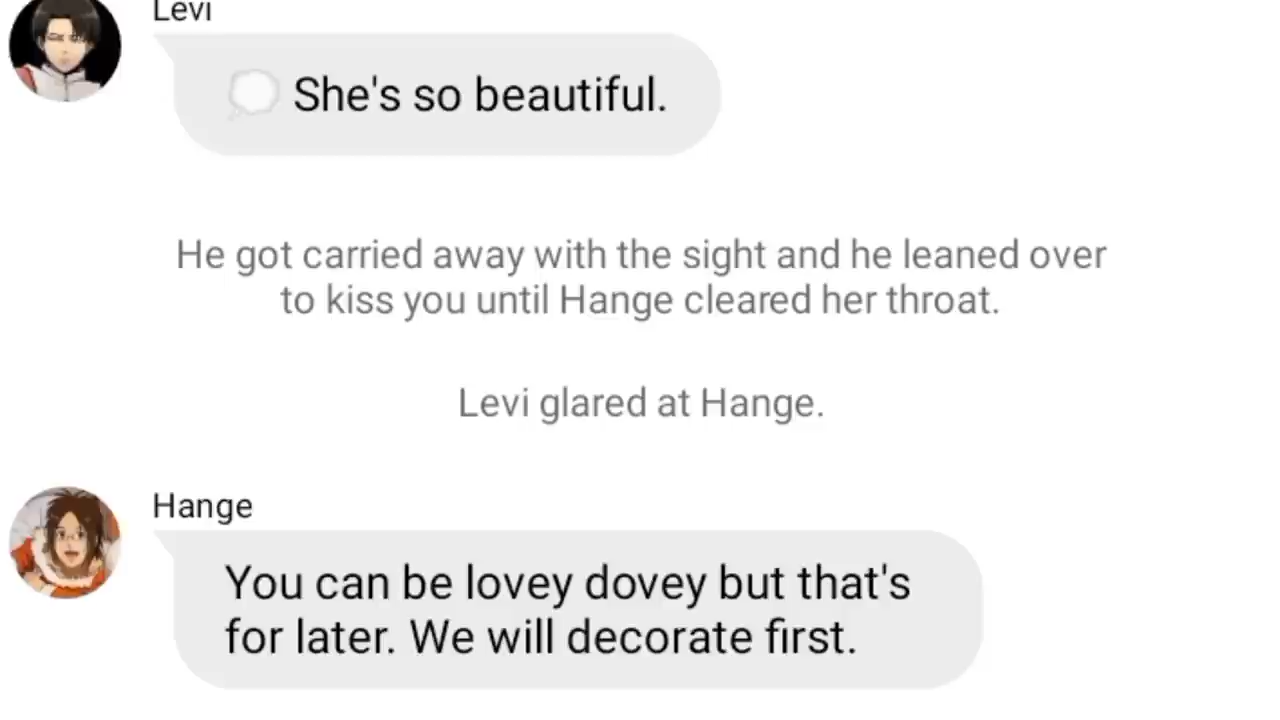 Levi
💭 She's so beautiful.
He got carried away with the sight and he leaned over
to kiss you until Hange cleared her throat.
Levi glared at Hange.
Hange
You can be lovey dovey but that's
for later. We will decorate first.